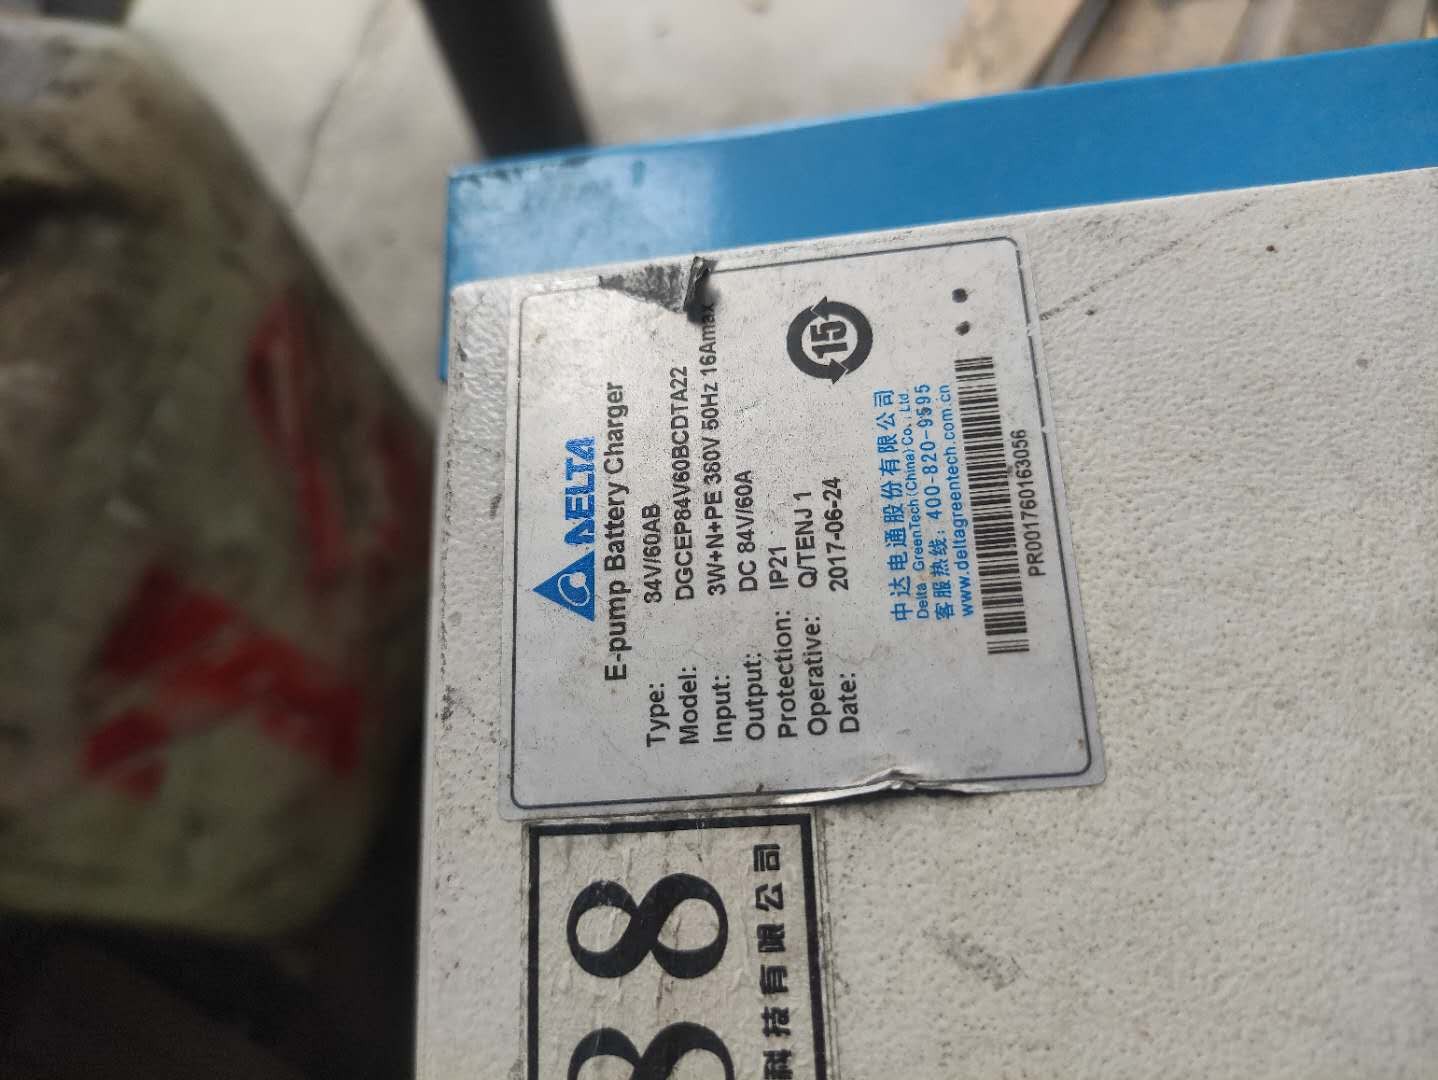 DELTA
E-pump Battery Charger
Type: 84V/60AB
Model: DGCEP84V60BCDTA22
Input: 3W+N+PE 380V 50Hz 16Amax
Output: DC 84V/60A
Protection: IP21
Operative: Q/TENJ 1
Date: 2017-06-24
15
中达电通股份有限公司
Delta GreenTech(China)Co., Ltd.
客服热线: 400-820-9595
www.deltagreentech.com.cn
PR001760163056
38
科技有限公司